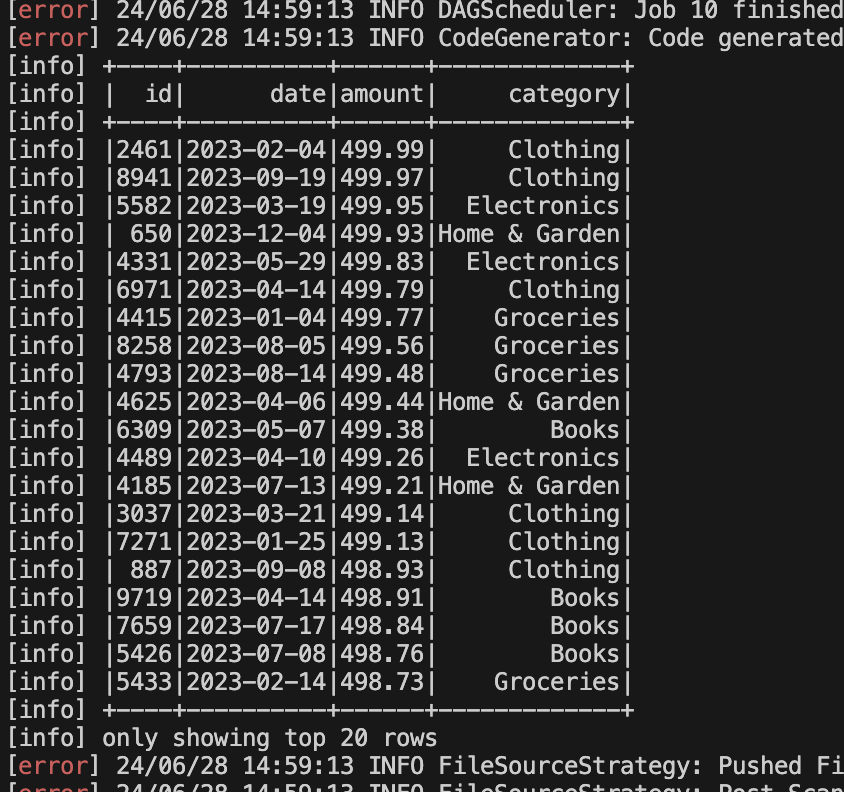 [error] 24/06/28 14:59:13 INFO DAGScheduler: Job 10 finished
[error] 24/06/28 14:59:13 INFO CodeGenerator: Code generated
[info] +----+----------+------+-------------+
[info] |  id|      date|amount|     category|
[info] +----+----------+------+-------------+
[info] |2461|2023-02-04|499.99|     Clothing|
[info] |8941|2023-09-19|499.97|     Clothing|
[info] |5582|2023-03-19|499.95|  Electronics|
[info] | 650|2023-12-04|499.93|Home & Garden|
[info] |4331|2023-05-29|499.83|  Electronics|
[info] |6971|2023-04-14|499.79|     Clothing|
[info] |4415|2023-01-04|499.77|    Groceries|
[info] |8258|2023-08-05|499.56|    Groceries|
[info] |4793|2023-08-14|499.48|    Groceries|
[info] |4625|2023-04-06|499.44|Home & Garden|
[info] |6309|2023-05-07|499.38|        Books|
[info] |4489|2023-04-10|499.26|  Electronics|
[info] |4185|2023-07-13|499.21|Home & Garden|
[info] |3037|2023-03-21|499.14|     Clothing|
[info] |7271|2023-01-25|499.13|     Clothing|
[info] | 887|2023-09-08|498.93|     Clothing|
[info] |9719|2023-04-14|498.91|        Books|
[info] |7659|2023-07-17|498.84|        Books|
[info] |5426|2023-07-08|498.76|        Books|
[info] |5433|2023-02-14|498.73|    Groceries|
[info] +----+----------+------+-------------+
[info] only showing top 20 rows
[error] 24/06/28 14:59:13 INFO FileSourceStrategy: Pushed Fi
[error] 24/06/28 14:59:13 INFO FileSourceStrategy: Post-Scan